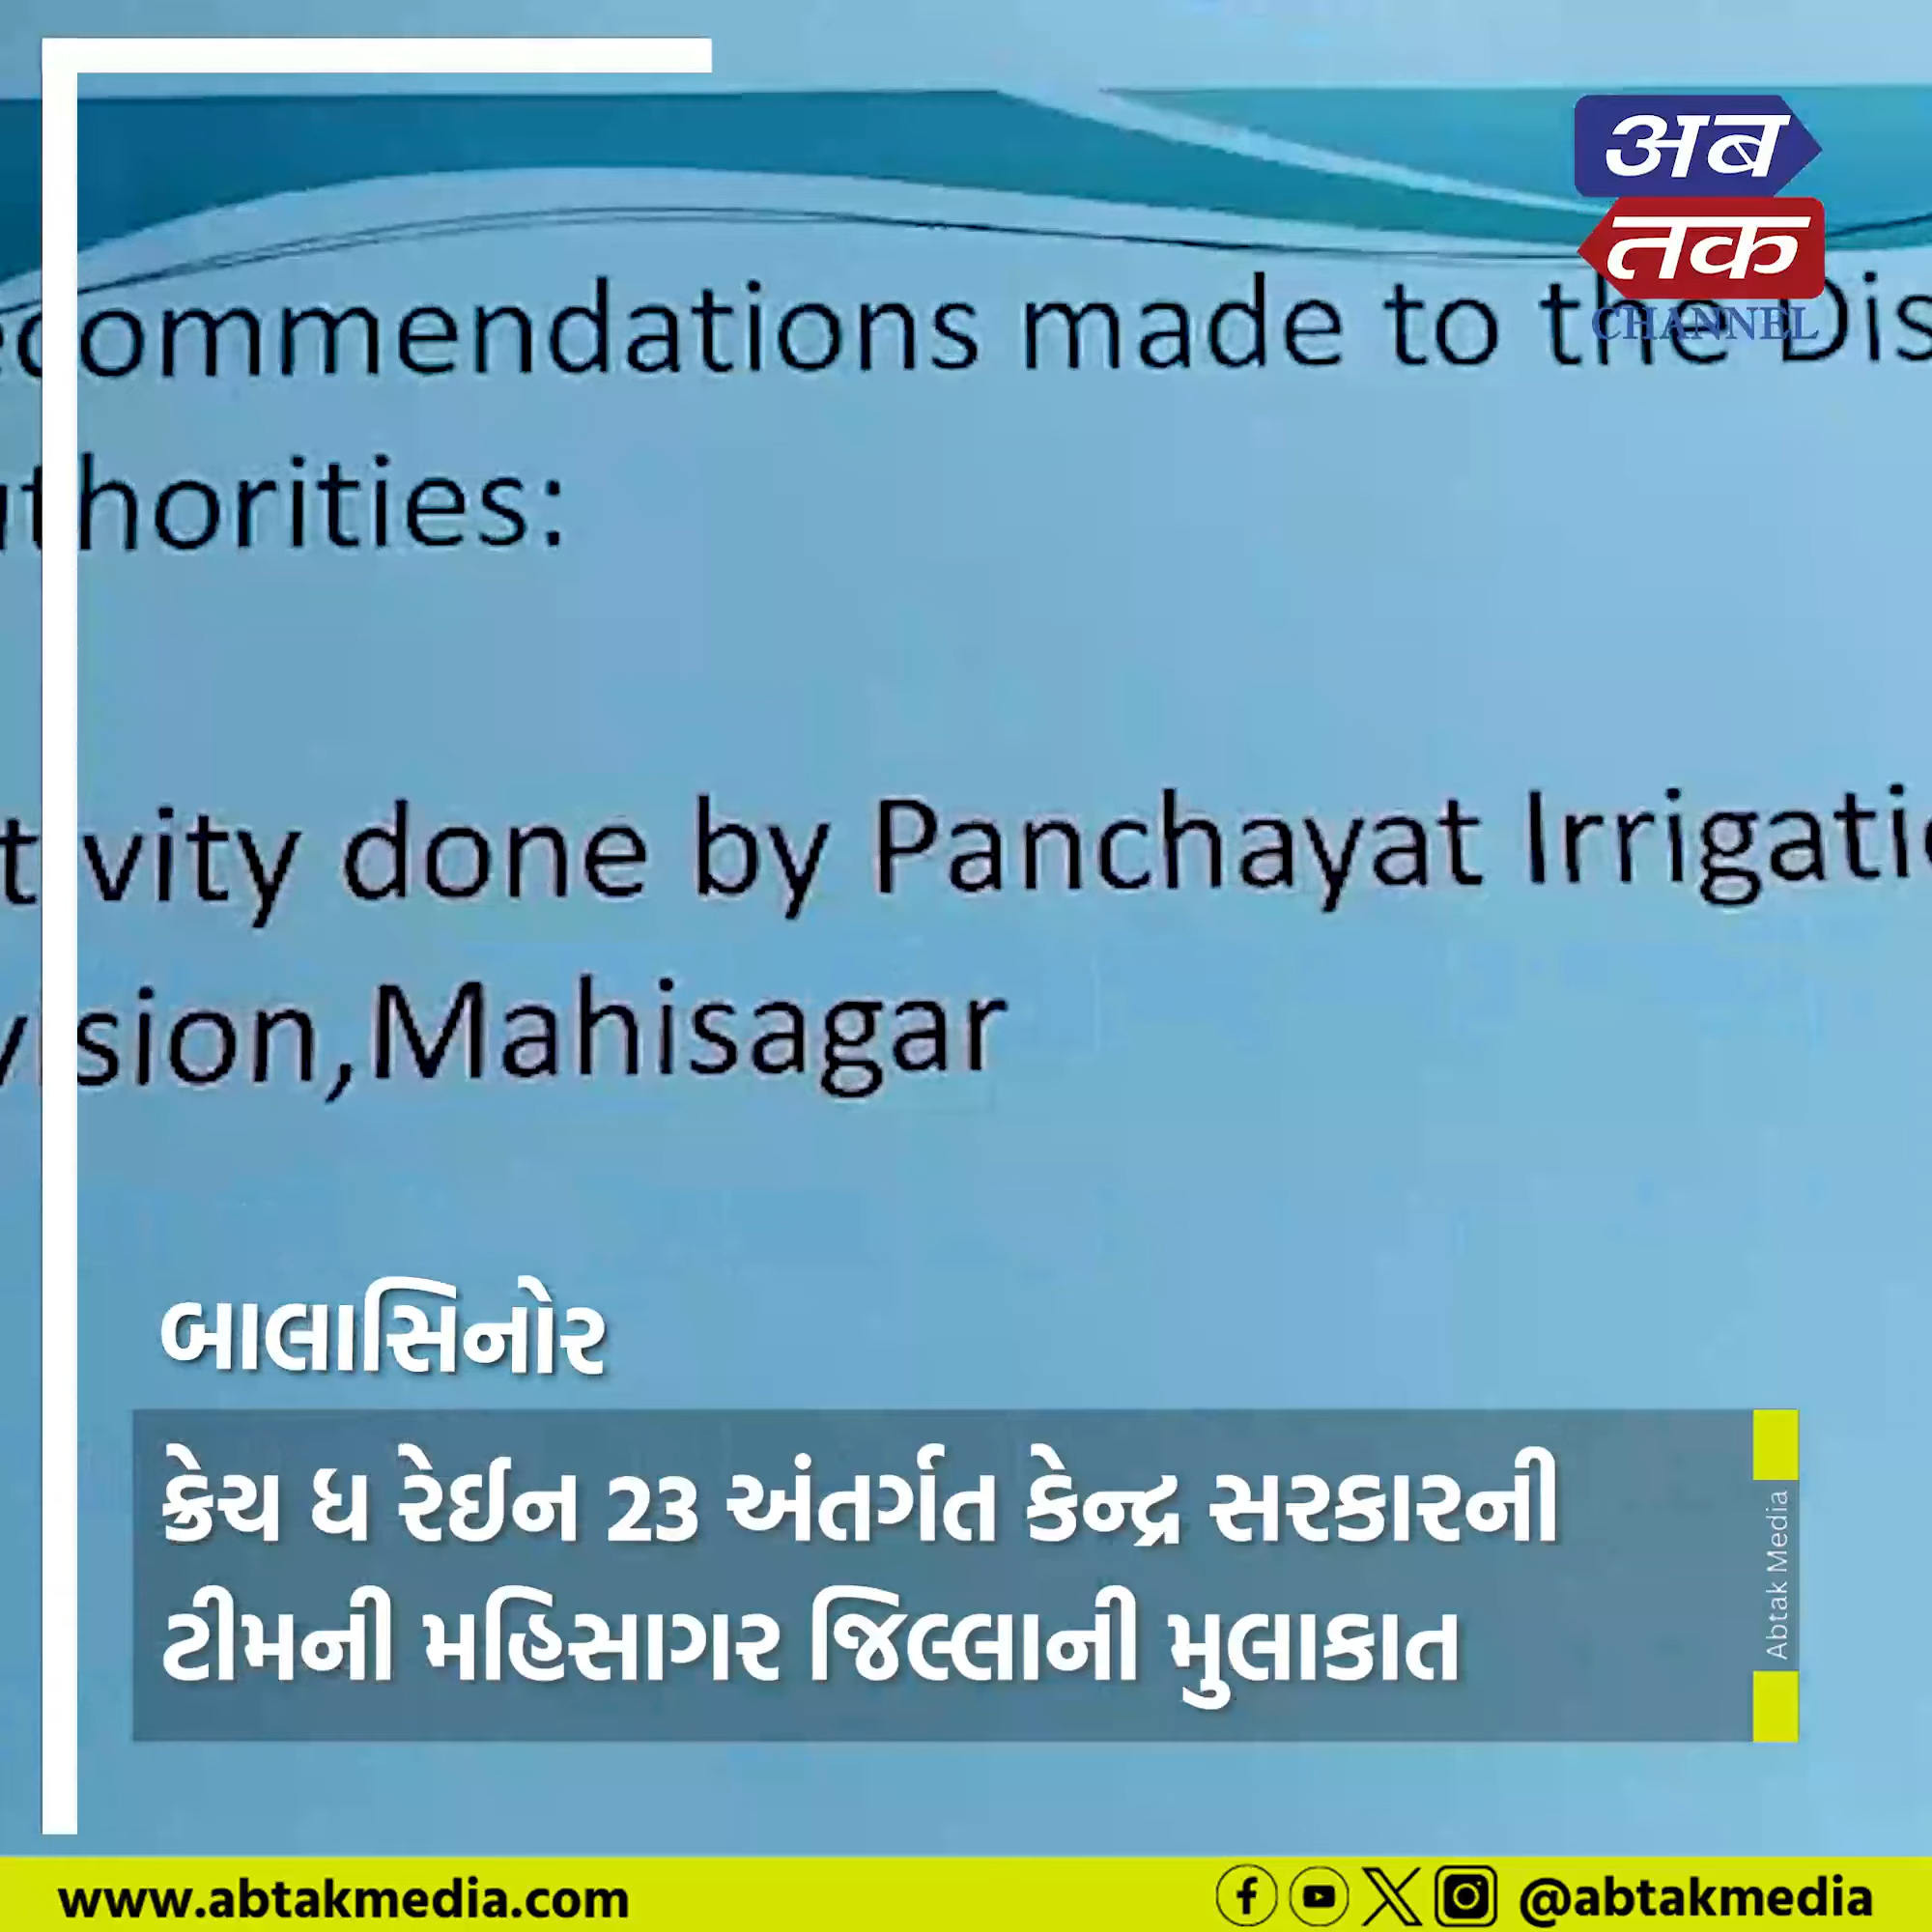 अब
तक
CHANNEL
commendations made to the Dis
thorities:
tivity done by Panchayat Irrigati
vision,Mahisagar
બાલાસિનોર
ક્રેચ ધ રેઈન 23 અંતર્ગત કેન્દ્ર સરકારની
ટીમની મહિસાગર જિલ્લાની મુલાકાત
Abtak Media
www.abtakmedia.com
@abtakmedia